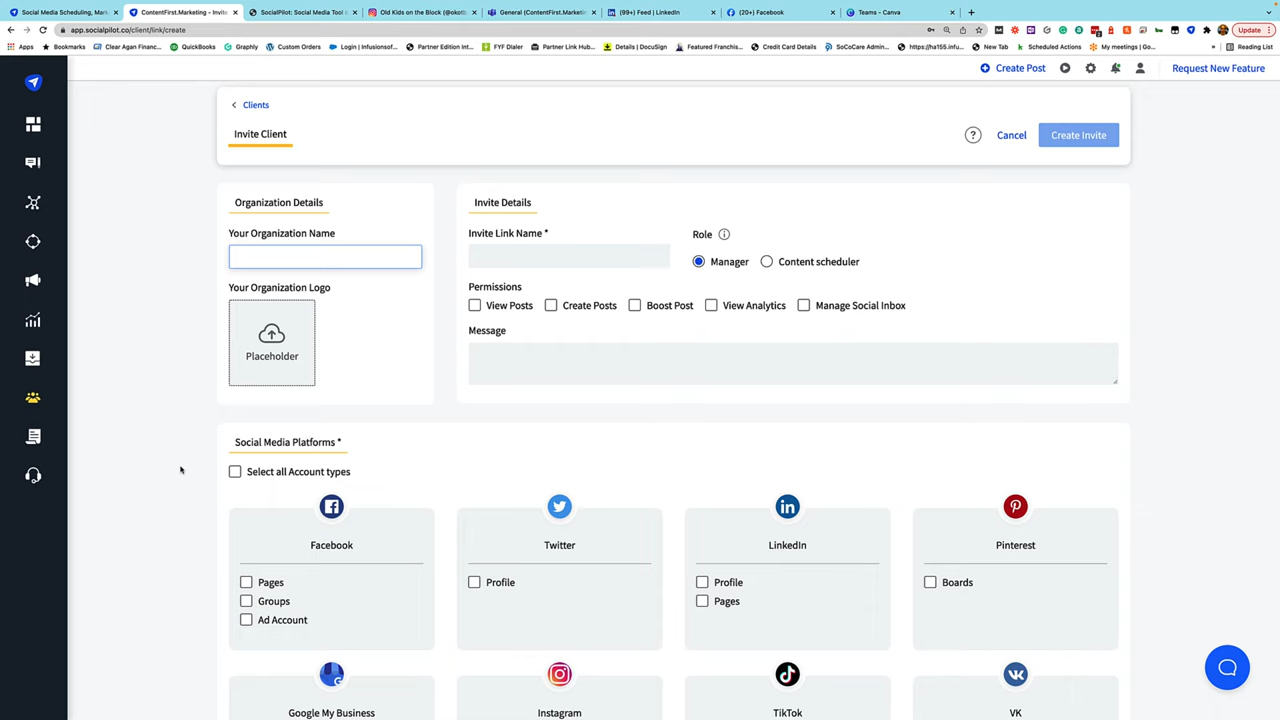 Social Media Scheduling, Mark
ContentFirst.Marketing - Invite
SocialPilot: Social Media Tool
Old Kids on the Block (@okott
General (ContentFirst.Marketin
(99+) Feed | LinkedIn
(20+) Facebook
Teams - Canva
app.socialpilot.co/client/link/create
Update
Apps
Bookmarks
Clear Agan Financ...
QuickBooks
Graphly
Custom Orders
Login | Infusionsof...
Partner Edition Int...
FYF Dialer
Partner Link Hub...
Details | DocuSign
Featured Franchis...
Credit Card Details
SoCoCare Admin...
https://ha155.infu...
New Tab
Scheduled Actions
My meetings | Go...
Reading List
Create Post
Request New Feature
Clients
Invite Client
Cancel
Create Invite
Organization Details
Your Organization Name
Your Organization Logo
Placeholder
Invite Details
Invite Link Name *
Role
Manager
Content scheduler
Permissions
View Posts
Create Posts
Boost Post
View Analytics
Manage Social Inbox
Message
Social Media Platforms *
Select all Account types
Facebook
Pages
Groups
Ad Account
Twitter
Profile
LinkedIn
Profile
Pages
Pinterest
Boards
Google My Business
Instagram
TikTok
VK